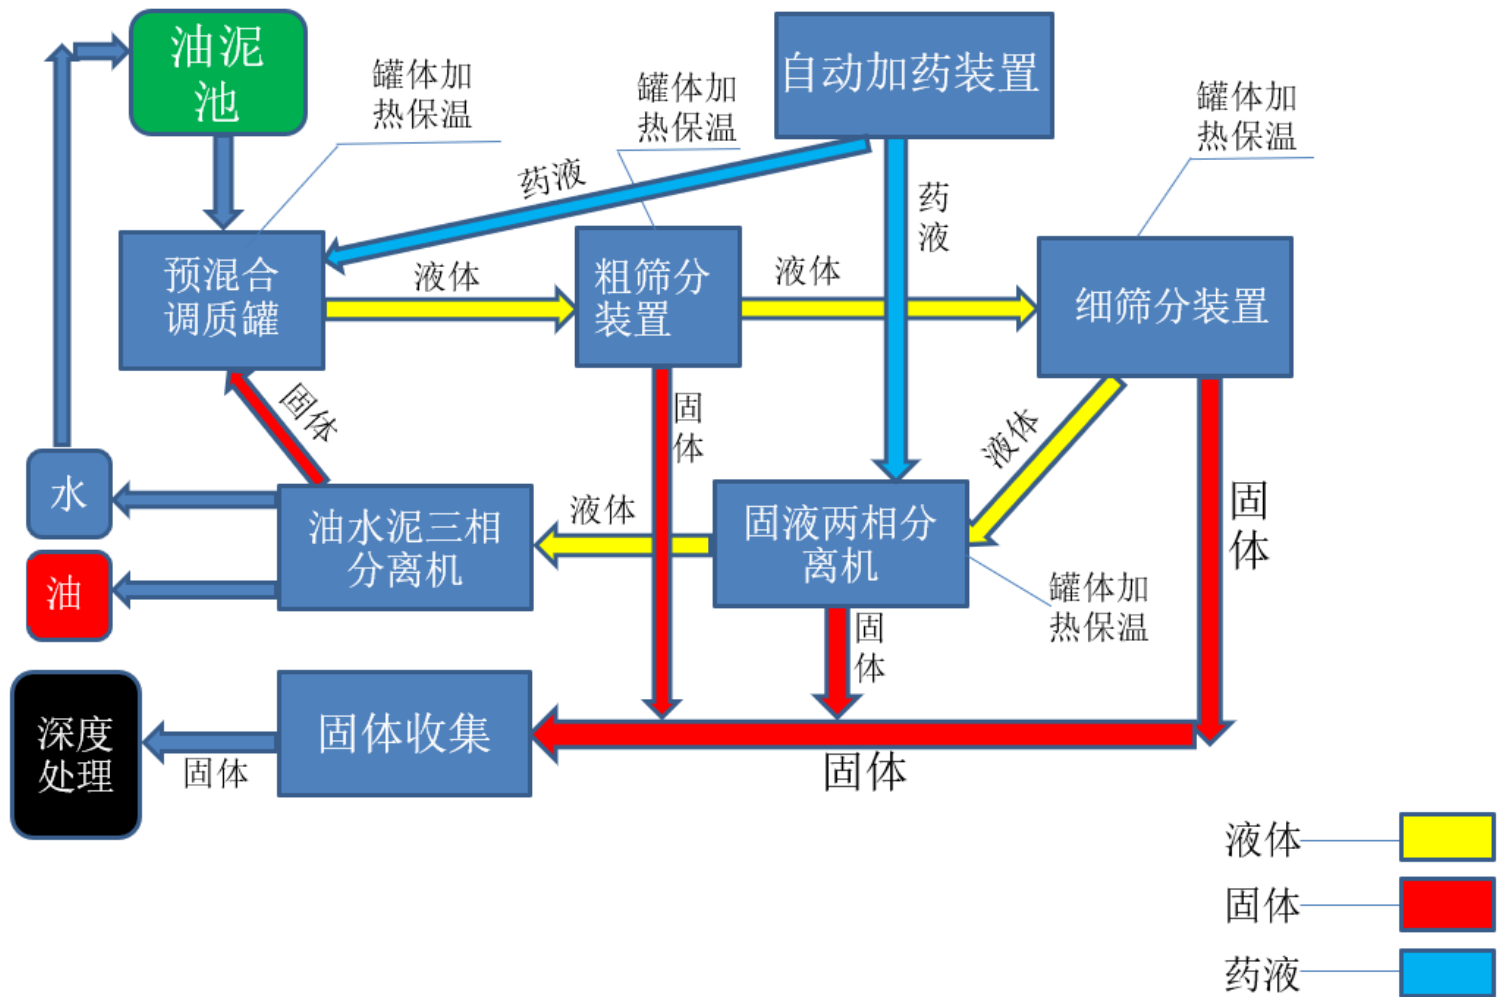 油泥
池
罐体加
热保温
罐体加
热保温
自动加药装置
罐体加
热保温
药液
药
液
预混合
调质罐
液体
粗筛分
装置
液体
细筛分装置
固体
固
体
液体
固
体
水
油水泥三相
分离机
液体
固液两相分
离机
油
罐体加
热保温
固
体
深度
处理
固体
固体收集
固体
液体
固体
药液